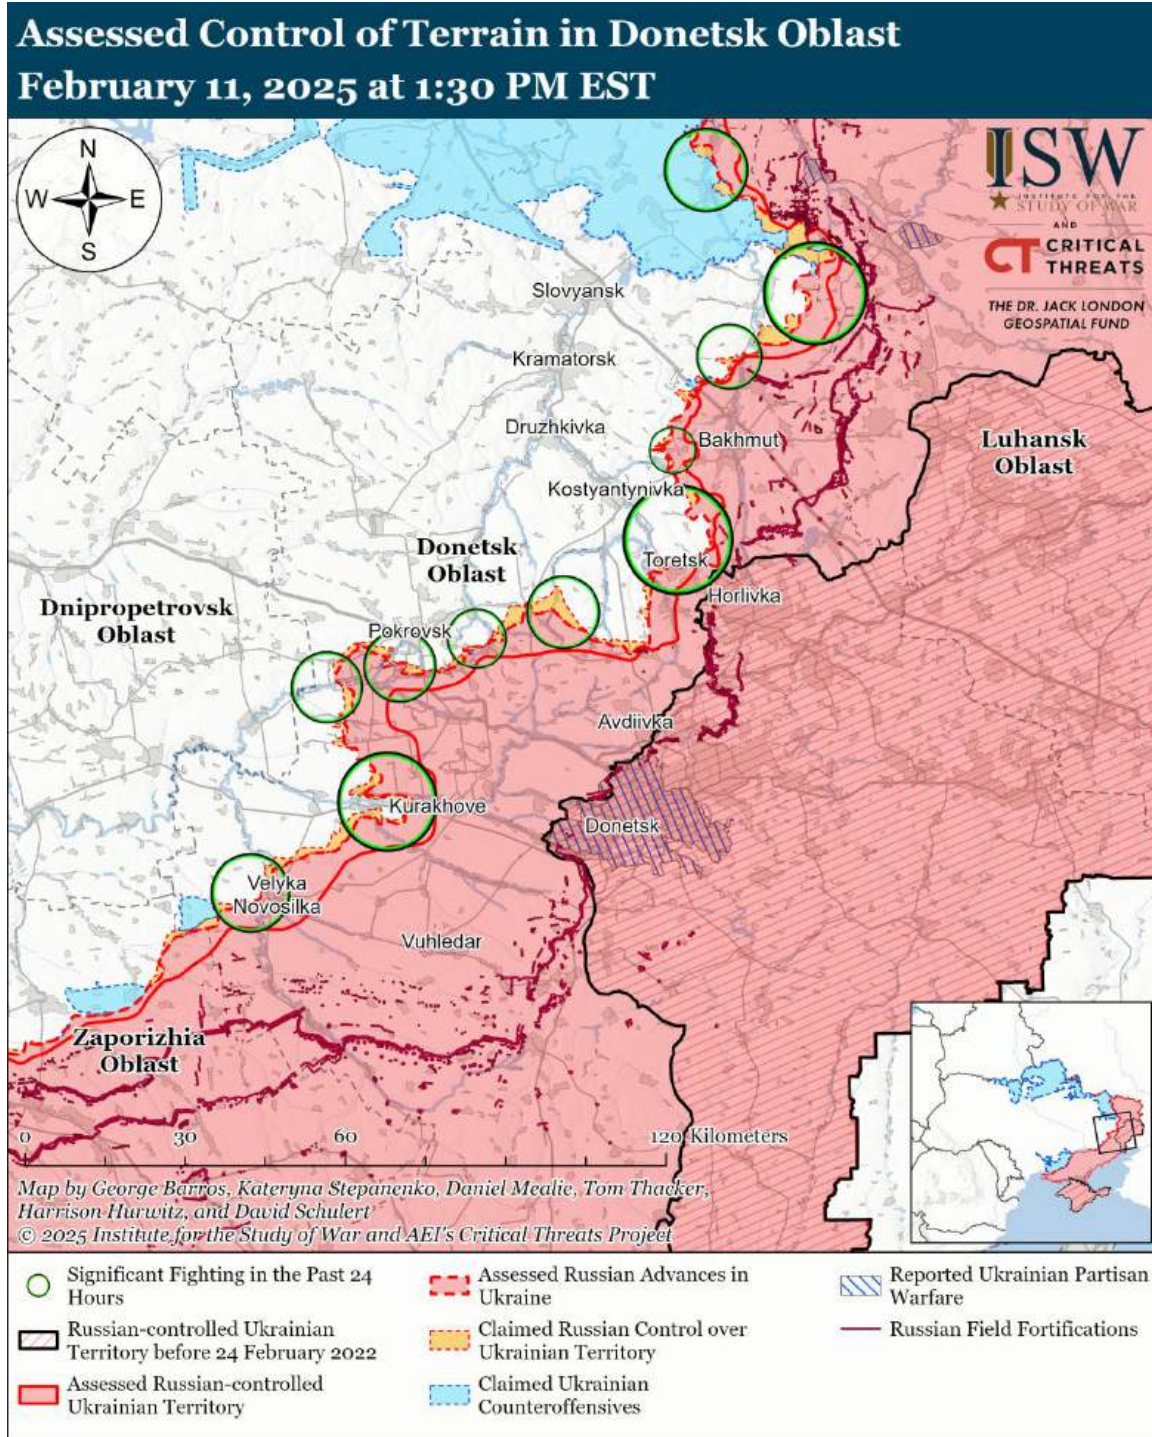 Assessed Control of Terrain in Donetsk Oblast
February 11, 2025 at 1:30 PM EST
N
W
E
S
ISW
INSTITUTE FOR THE
STUDY OF WAR
AND
CT CRITICAL
THREATS
THE DR. JACK LONDON
GEOSPATIAL FUND
Slovyansk
Kramatorsk
Druzhkivka
Bakhmut
Luhansk
Oblast
Kostyantynivka
Donetsk
Oblast
Toretsk
Horlivka
Dnipropetrovsk
Oblast
Pokrovsk
Avdiivka
Kurakhove
Donetsk
Velyka
Novosilka
Vuhledar
Zaporizhia
Oblast
0 30 60 120 Kilometers
Map by George Barros, Kateryna Stepanenko, Daniel Mealie, Tom Thacker,
Harrison Hurwitz, and David Schulert
© 2025 Institute for the Study of War and AEI's Critical Threats Project
Significant Fighting in the Past 24
Hours
Russian-controlled Ukrainian
Territory before 24 February 2022
Assessed Russian-controlled
Ukrainian Territory
Assessed Russian Advances in
Ukraine
Claimed Russian Control over
Ukrainian Territory
Claimed Ukrainian
Counteroffensives
Reported Ukrainian Partisan
Warfare
Russian Field Fortifications